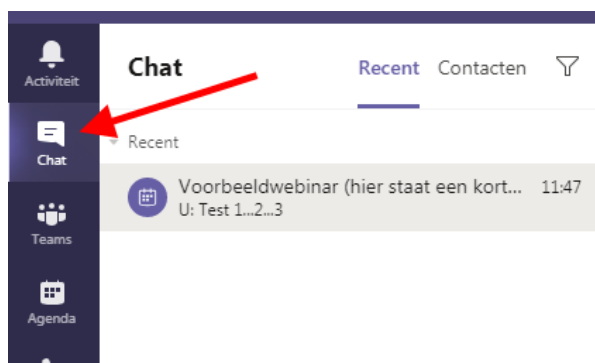 Activiteit
Chat
Teams
Agenda
Chat
Recent Contacten
Recent
Voorbeeldwebinar (hier staat een kort... 11:47
U: Test 1...2...3